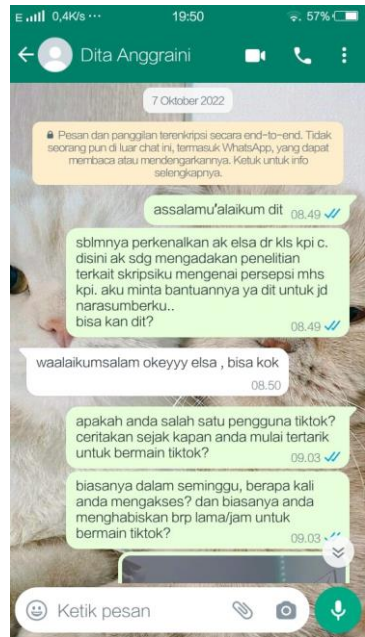 E 0,4K/s ... 19:50 57%
Dita Anggraini
7 Oktober 2022
Pesan dan panggilan terenkripsi secara end-to-end. Tidak
seorang pun di luar chat ini, termasuk WhatsApp, yang dapat
membaca atau mendengarkannya. Ketuk untuk info
selengkapnya.
assalamu'alaikum dit 08.49
sblmnya perkenalkan ak elsa dr kls kpi c.
disini ak sdg mengadakan penelitian
terkait skripsiku mengenai persepsi mhs
kpi. aku minta bantuannya ya dit untuk jd
narasumberku..
bisa kan dit? 08.49
waalaikumsalam okeyyy elsa , bisa kok
08.50
apakah anda salah satu pengguna tiktok?
ceritakan sejak kapan anda mulai tertarik
untuk bermain tiktok? 09.03
biasanya dalam seminggu, berapa kali
anda mengakses? dan biasanya anda
menghabiskan brp lama/jam untuk
bermain tiktok? 09.03
Ketik pesan